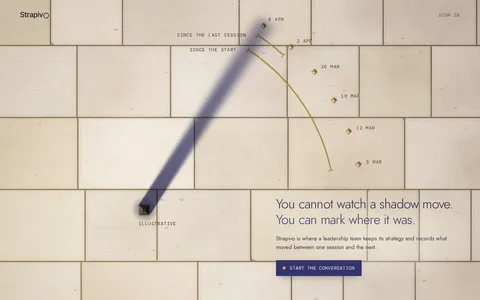 Strapivo
SIGN IN
9 APR
SINCE THE LAST SESSION
2 APR
SINCE THE START
26 MAR
19 MAR
12 MAR
5 MAR
ILLUSTRATIVE
You cannot watch a shadow move.
You can mark where it was.
Strapivo is where a leadership team keeps its strategy and records what
moved between one session and the next.
START THE CONVERSATION